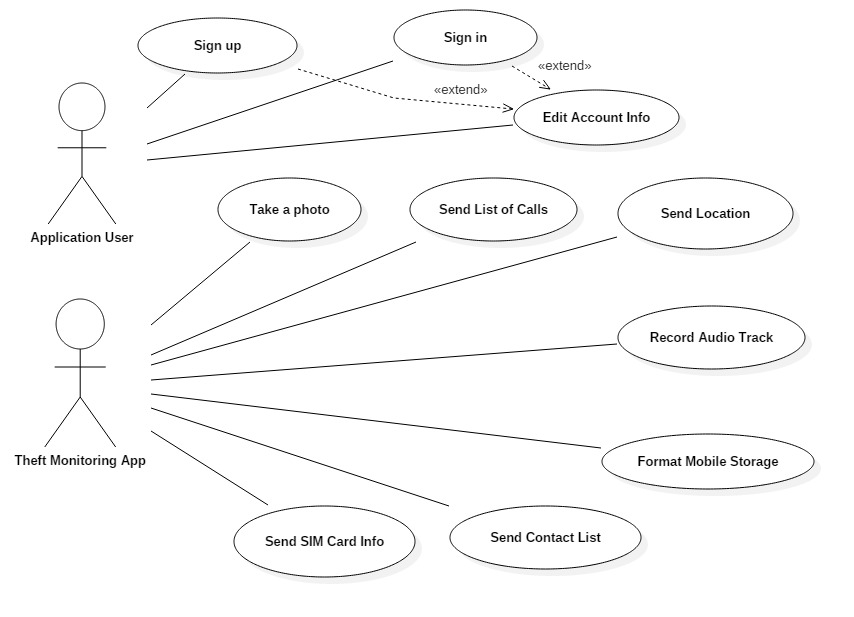 Sign up
Sign in
«extend»
«extend»
Edit Account Info
Application User
Take a photo
Send List of Calls
Send Location
Record Audio Track
Theft Monitoring App
Format Mobile Storage
Send SIM Card Info
Send Contact List